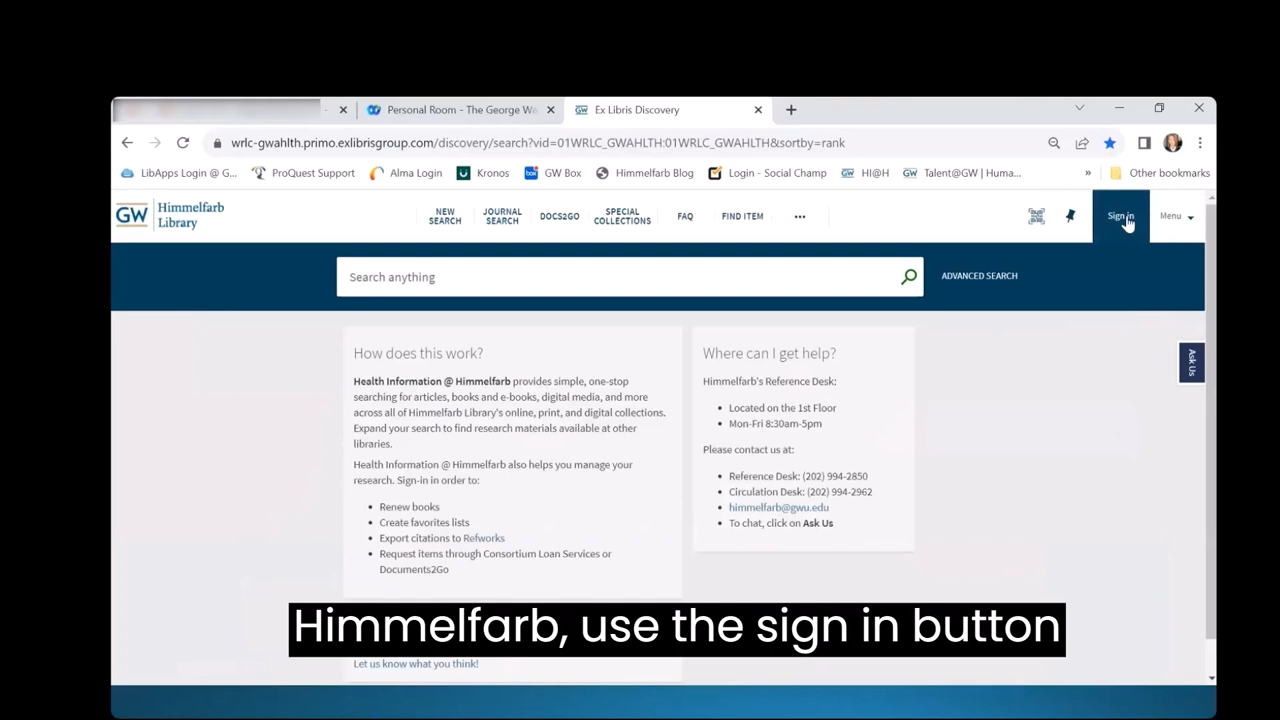 Personal Room - The George Wa
Ex Libris Discovery
wrlc-gwahlth.primo.exlibrisgroup.com/discovery/search?vid=01WRLC_GWAHLTH:01WRLC_GWAHLTH&sortby=rank
LibApps Login @ G...
ProQuest Support
Alma Login
Kronos
GW Box
Himmelfarb Blog
Login - Social Champ
HI@H
Talent@GW | Huma...
»
Other bookmarks
GW
Himmelfarb
Library
NEW
SEARCH
JOURNAL
SEARCH
DOCS2GO
SPECIAL
COLLECTIONS
FAQ
FIND ITEM
•••
Sign in
Menu
Search anything
ADVANCED SEARCH
How does this work?
Health Information @ Himmelfarb provides simple, one-stop
searching for articles, books and e-books, digital media, and more
across all of Himmelfarb Library's online, print, and digital collections.
Expand your search to find research materials available at other
libraries.
Health Information @ Himmelfarb also helps you manage your
research. Sign-in in order to:
• Renew books
• Create favorites lists
• Export citations to Refworks
• Request items through Consortium Loan Services or
Documents2Go
Let us know what you think!
Where can I get help?
Himmelfarb's Reference Desk:
• Located on the 1st Floor
• Mon-Fri 8:30am-5pm
Please contact us at:
• Reference Desk: (202) 994-2850
• Circulation Desk: (202) 994-2962
• himmelfarb@gwu.edu
• To chat, click on Ask Us
Ask Us
Himmelfarb, use the sign in button